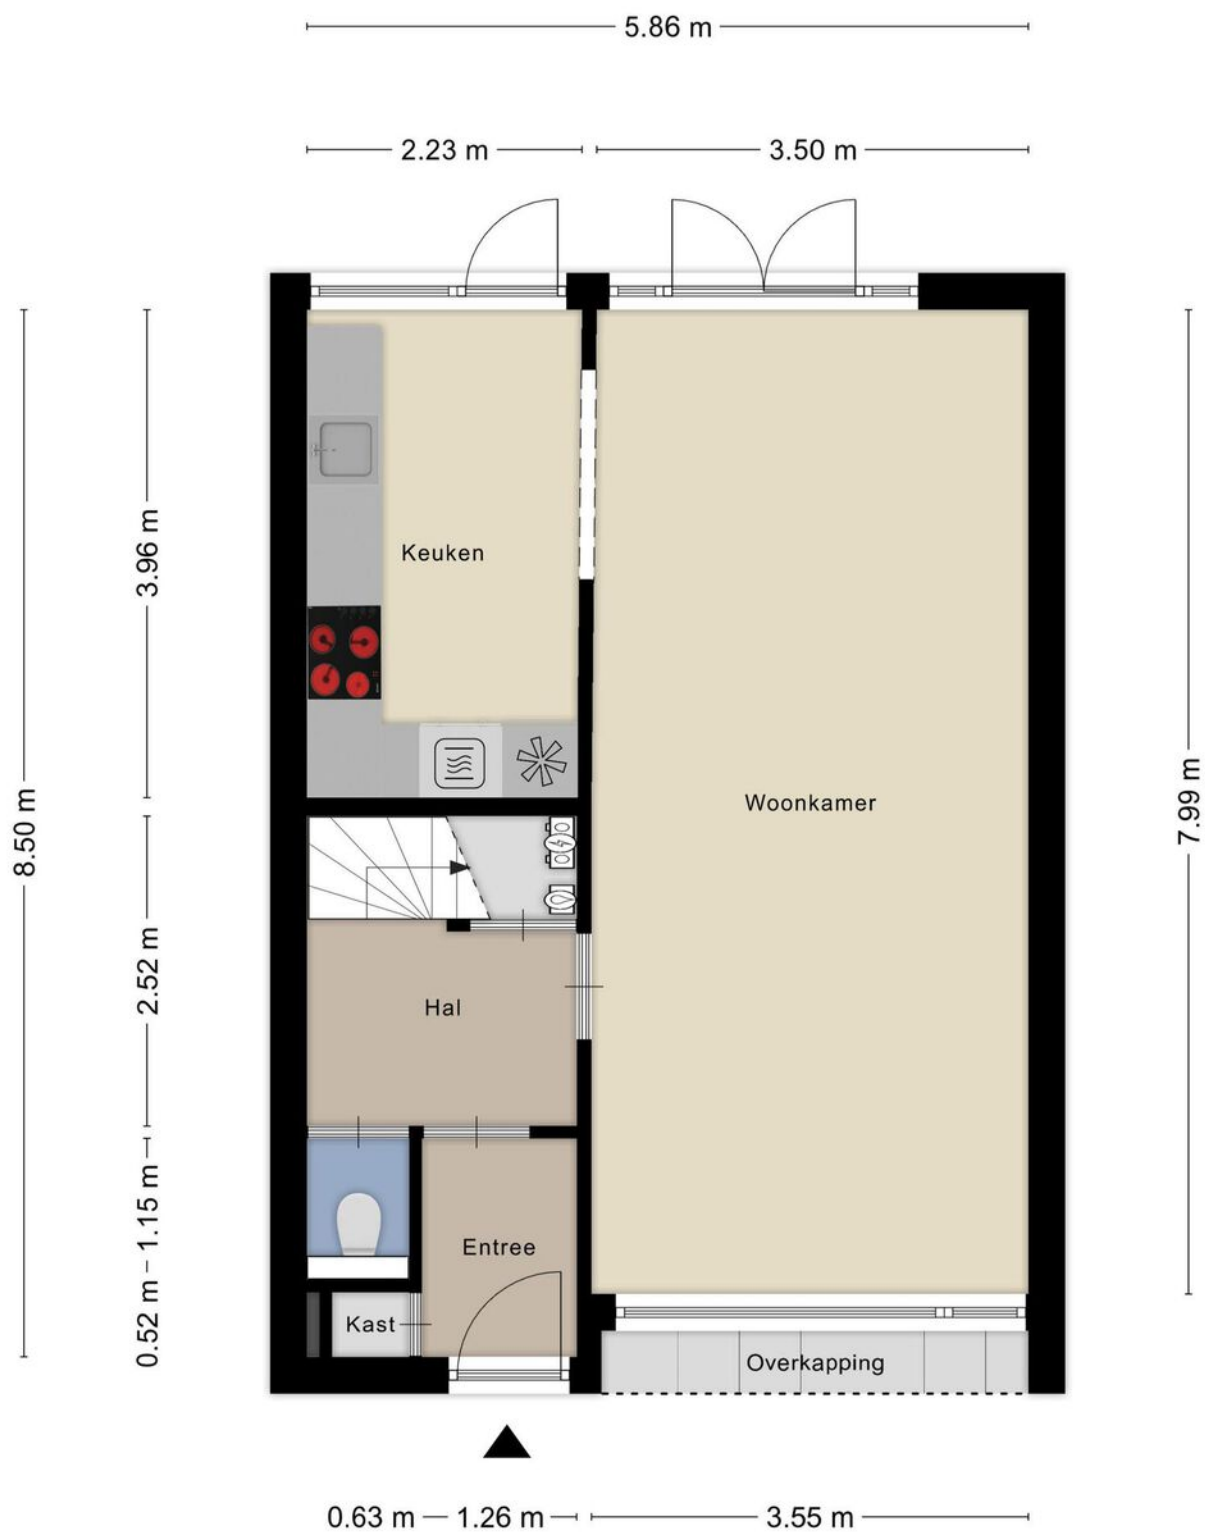 5.86 m
2.23 m
3.50 m
8.50 m
3.96 m
2.52 m
1.15 m
0.52 m
7.99 m
Keuken
Woonkamer
Hal
Entree
Kast
Overkapping
0.63 m
1.26 m
3.55 m